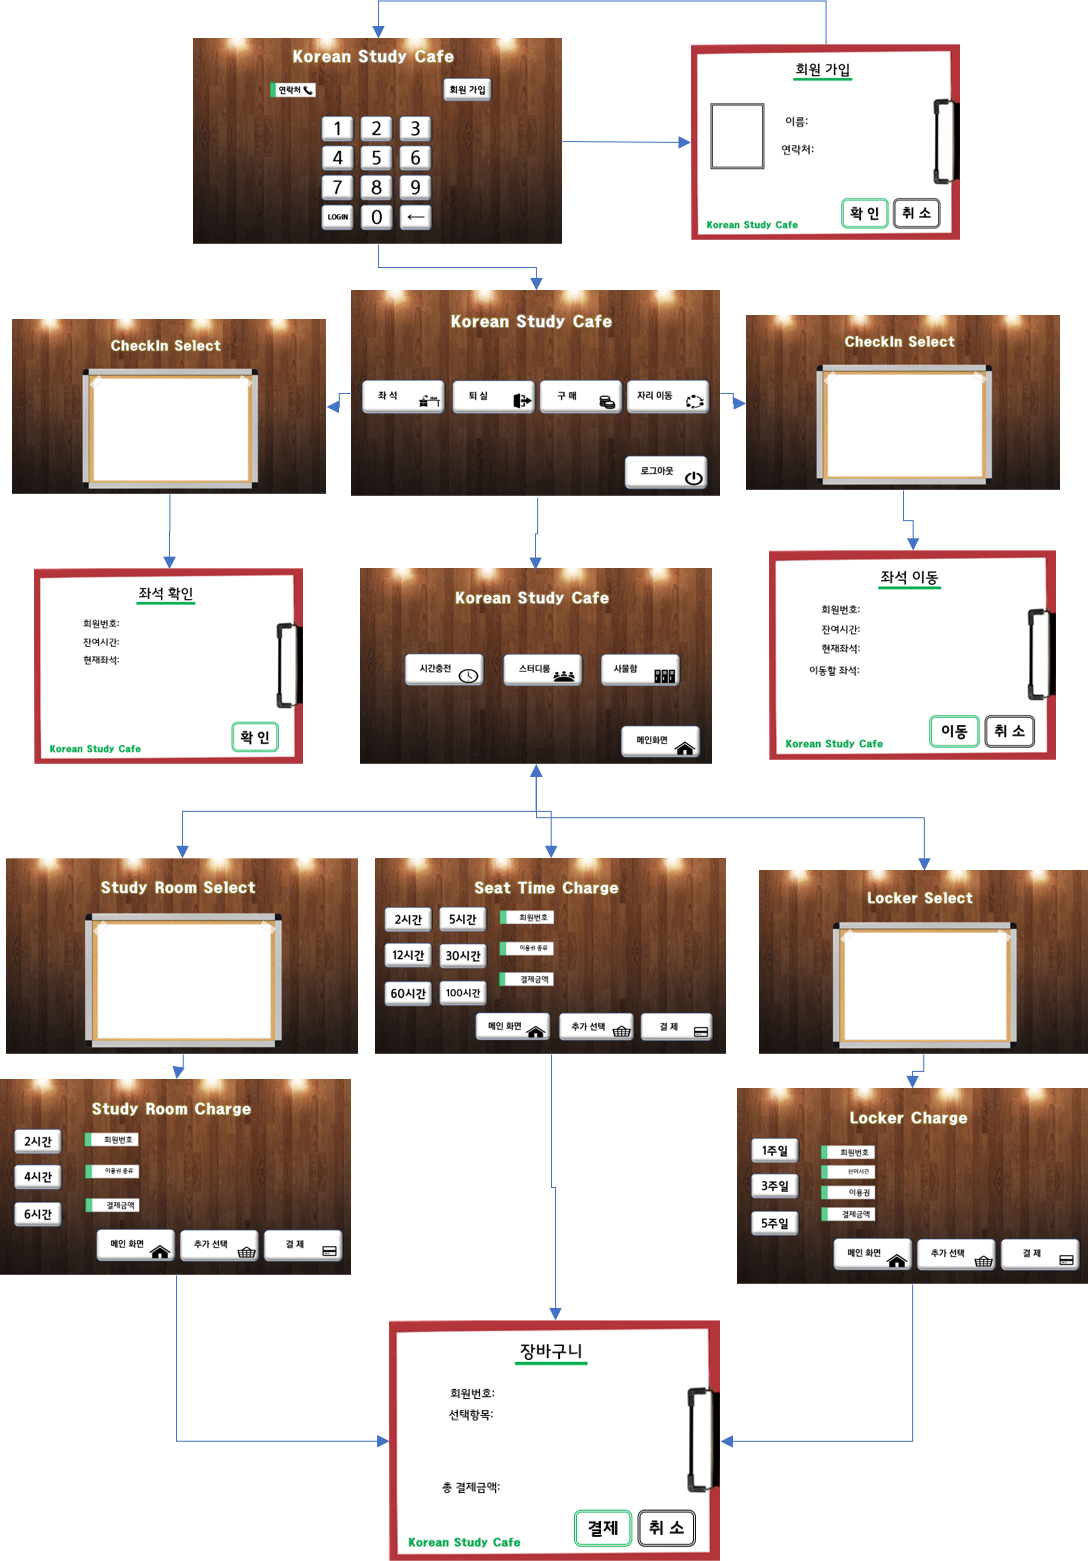 Korean Study Cafe
연락처
회원 가입
1 2 3
4 5 6
7 8 9
LOGIN 0 ←
회원 가입
이름:
연락처:
확 인 취 소
Korean Study Cafe
Korean Study Cafe
좌 석 퇴 실 구 매 자리 이동
로그아웃
CheckIn Select
CheckIn Select
좌석 확인
회원번호:
잔여시간:
현재좌석:
확 인
Korean Study Cafe
Korean Study Cafe
시간충전 스터디룸 사물함
메인화면
좌석 이동
회원번호:
잔여시간:
현재좌석:
이동할 좌석:
이동 취 소
Korean Study Cafe
Study Room Select
Seat Time Charge
2시간 5시간 회원번호
12시간 30시간 이용권 종류
60시간 100시간 결제금액
메인 화면 추가 선택 결 제
Locker Select
Study Room Charge
2시간 회원번호
4시간 이용권 종류
6시간 결제금액
메인 화면 추가 선택 결 제
Locker Charge
1주일 회원번호
잔여시간
3주일 이용권
5주일 결제금액
메인 화면 추가 선택 결 제
장바구니
회원번호:
선택항목:
총 결제금액:
결제 취 소
Korean Study Cafe